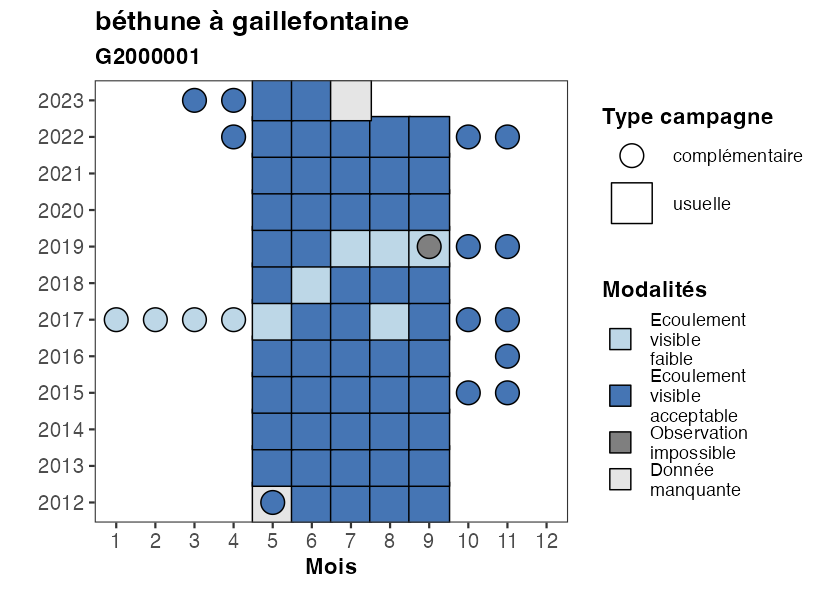 béthune à gaillefontaine
G2000001
2023
2022
2021
2020
2019
2018
2017
2016
2015
2014
2013
2012
1 2 3 4 5 6 7 8 9 10 11 12
Mois
Type campagne
complémentaire
usuelle
Modalités
Ecoulement
visible
faible
Ecoulement
visible
acceptable
Observation
impossible
Donnée
manquante